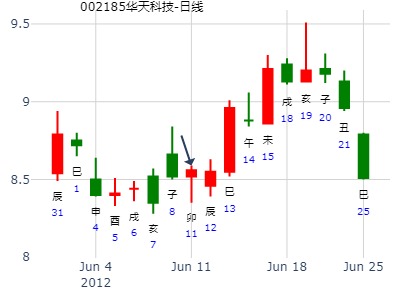 002185华天科技-日线
9.5
9
8.5
8
辰
31
巳
1
申
4
酉
5
戌
6
亥
7
子
8
卯
11
辰
12
巳
13
午
14
未
15
戌
18
亥
19
子
20
丑
21
巳
25
Jun 4
2012
Jun 11
Jun 18
Jun 25